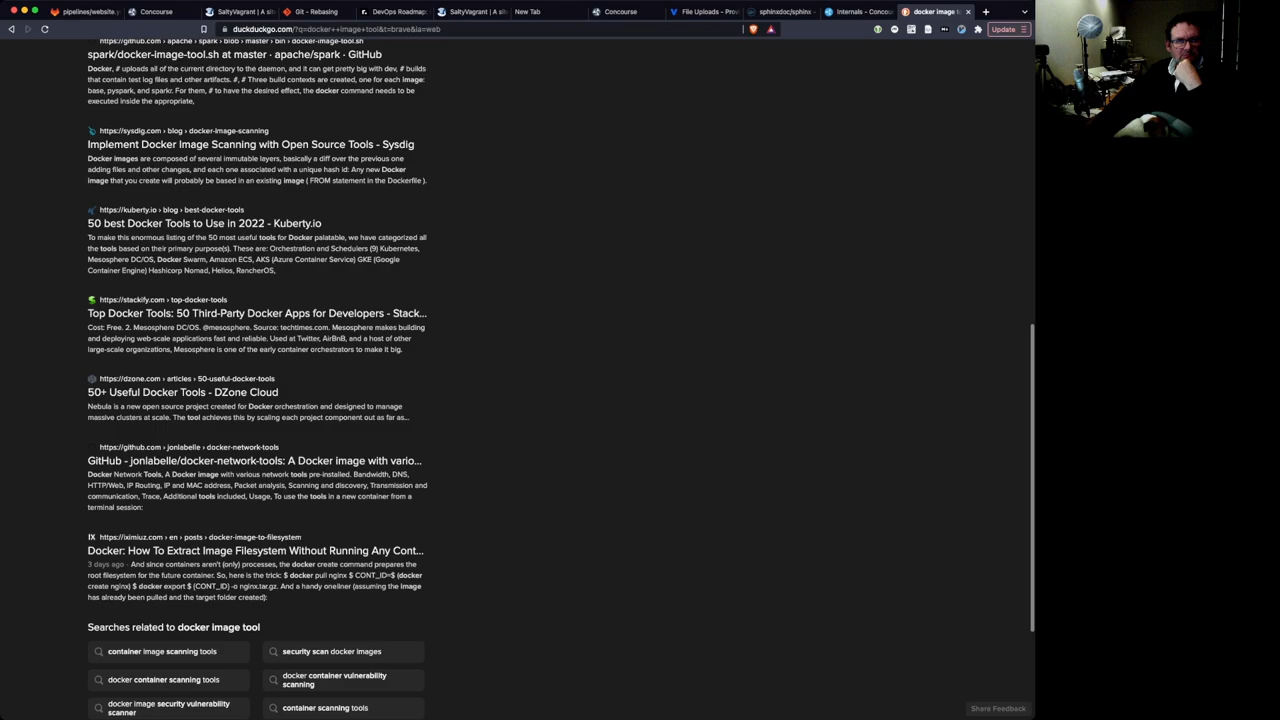 pipelines/website.y
Concourse
SaltyVagrant | A sit
Git - Rebasing
DevOps Roadmap
SaltyVagrant | A sit
New Tab
Concourse
File Uploads - Prov
sphinxdoc/sphinx -
Internals - Concou
docker image t
duckduckgo.com/?q=docker++image+tool&t=brave&ia=web
Update
https://github.com › apache › spark › blob › master › bin › docker-image-tool.sh
spark/docker-image-tool.sh at master · apache/spark · GitHub
Docker, # uploads all of the current directory to the daemon, and it can get pretty big with dev, # builds
that contain test log files and other artifacts. #, # Three build contexts are created, one for each image:
base, pyspark, and sparkr. For them, # to have the desired effect, the docker command needs to be
executed inside the appropriate,
https://sysdig.com › blog › docker-image-scanning
Implement Docker Image Scanning with Open Source Tools - Sysdig
Docker images are composed of several immutable layers, basically a diff over the previous one
adding files and other changes, and each one associated with a unique hash id: Any new Docker
image that you create will probably be based in an existing image ( FROM statement in the Dockerfile ).
https://kuberty.io › blog › best-docker-tools
50 best Docker Tools to Use in 2022 - Kuberty.io
To make this enormous listing of the 50 most useful tools for Docker palatable, we have categorized all
the tools based on their primary purpose(s). These are: Orchestration and Schedulers (9) Kubernetes,
Mesosphere DC/OS, Docker Swarm, Amazon ECS, AKS (Azure Container Service) GKE (Google
Container Engine) Hashicorp Nomad, Helios, RancherOS,
https://stackify.com › top-docker-tools
Top Docker Tools: 50 Third-Party Docker Apps for Developers - Stack...
Cost: Free. 2. Mesosphere DC/OS. @mesosphere. Source: techtimes.com. Mesosphere makes building
and deploying web-scale applications fast and reliable. Used at Twitter, AirBnB, and a host of other
large-scale organizations, Mesosphere is one of the early container orchestrators to make it big.
https://dzone.com › articles › 50-useful-docker-tools
50+ Useful Docker Tools - DZone Cloud
Nebula is a new open source project created for Docker orchestration and designed to manage
massive clusters at scale. The tool achieves this by scaling each project component out as far as...
https://github.com › jonlabelle › docker-network-tools
GitHub - jonlabelle/docker-network-tools: A Docker image with vario...
Docker Network Tools, A Docker image with various network tools pre-installed. Bandwidth, DNS,
HTTP/Web, IP Routing, IP and MAC address, Packet analysis, Scanning and discovery, Transmission and
communication, Trace, Additional tools included, Usage, To use the tools in a new container from a
terminal session:
IX https://iximiuz.com › en › posts › docker-image-to-filesystem
Docker: How To Extract Image Filesystem Without Running Any Cont...
3 days ago · And since containers aren't (only) processes, the docker create command prepares the
root filesystem for the future container. So, here is the trick: $ docker pull nginx $ CONT_ID=$ (docker
create nginx) $ docker export $ {CONT_ID} -o nginx.tar.gz. And a handy oneliner (assuming the image
has already been pulled and the target folder created):
Searches related to docker image tool
container image scanning tools
security scan docker images
docker container scanning tools
docker container vulnerability
scanning
docker image security vulnerability
scanner
container scanning tools
Share Feedback